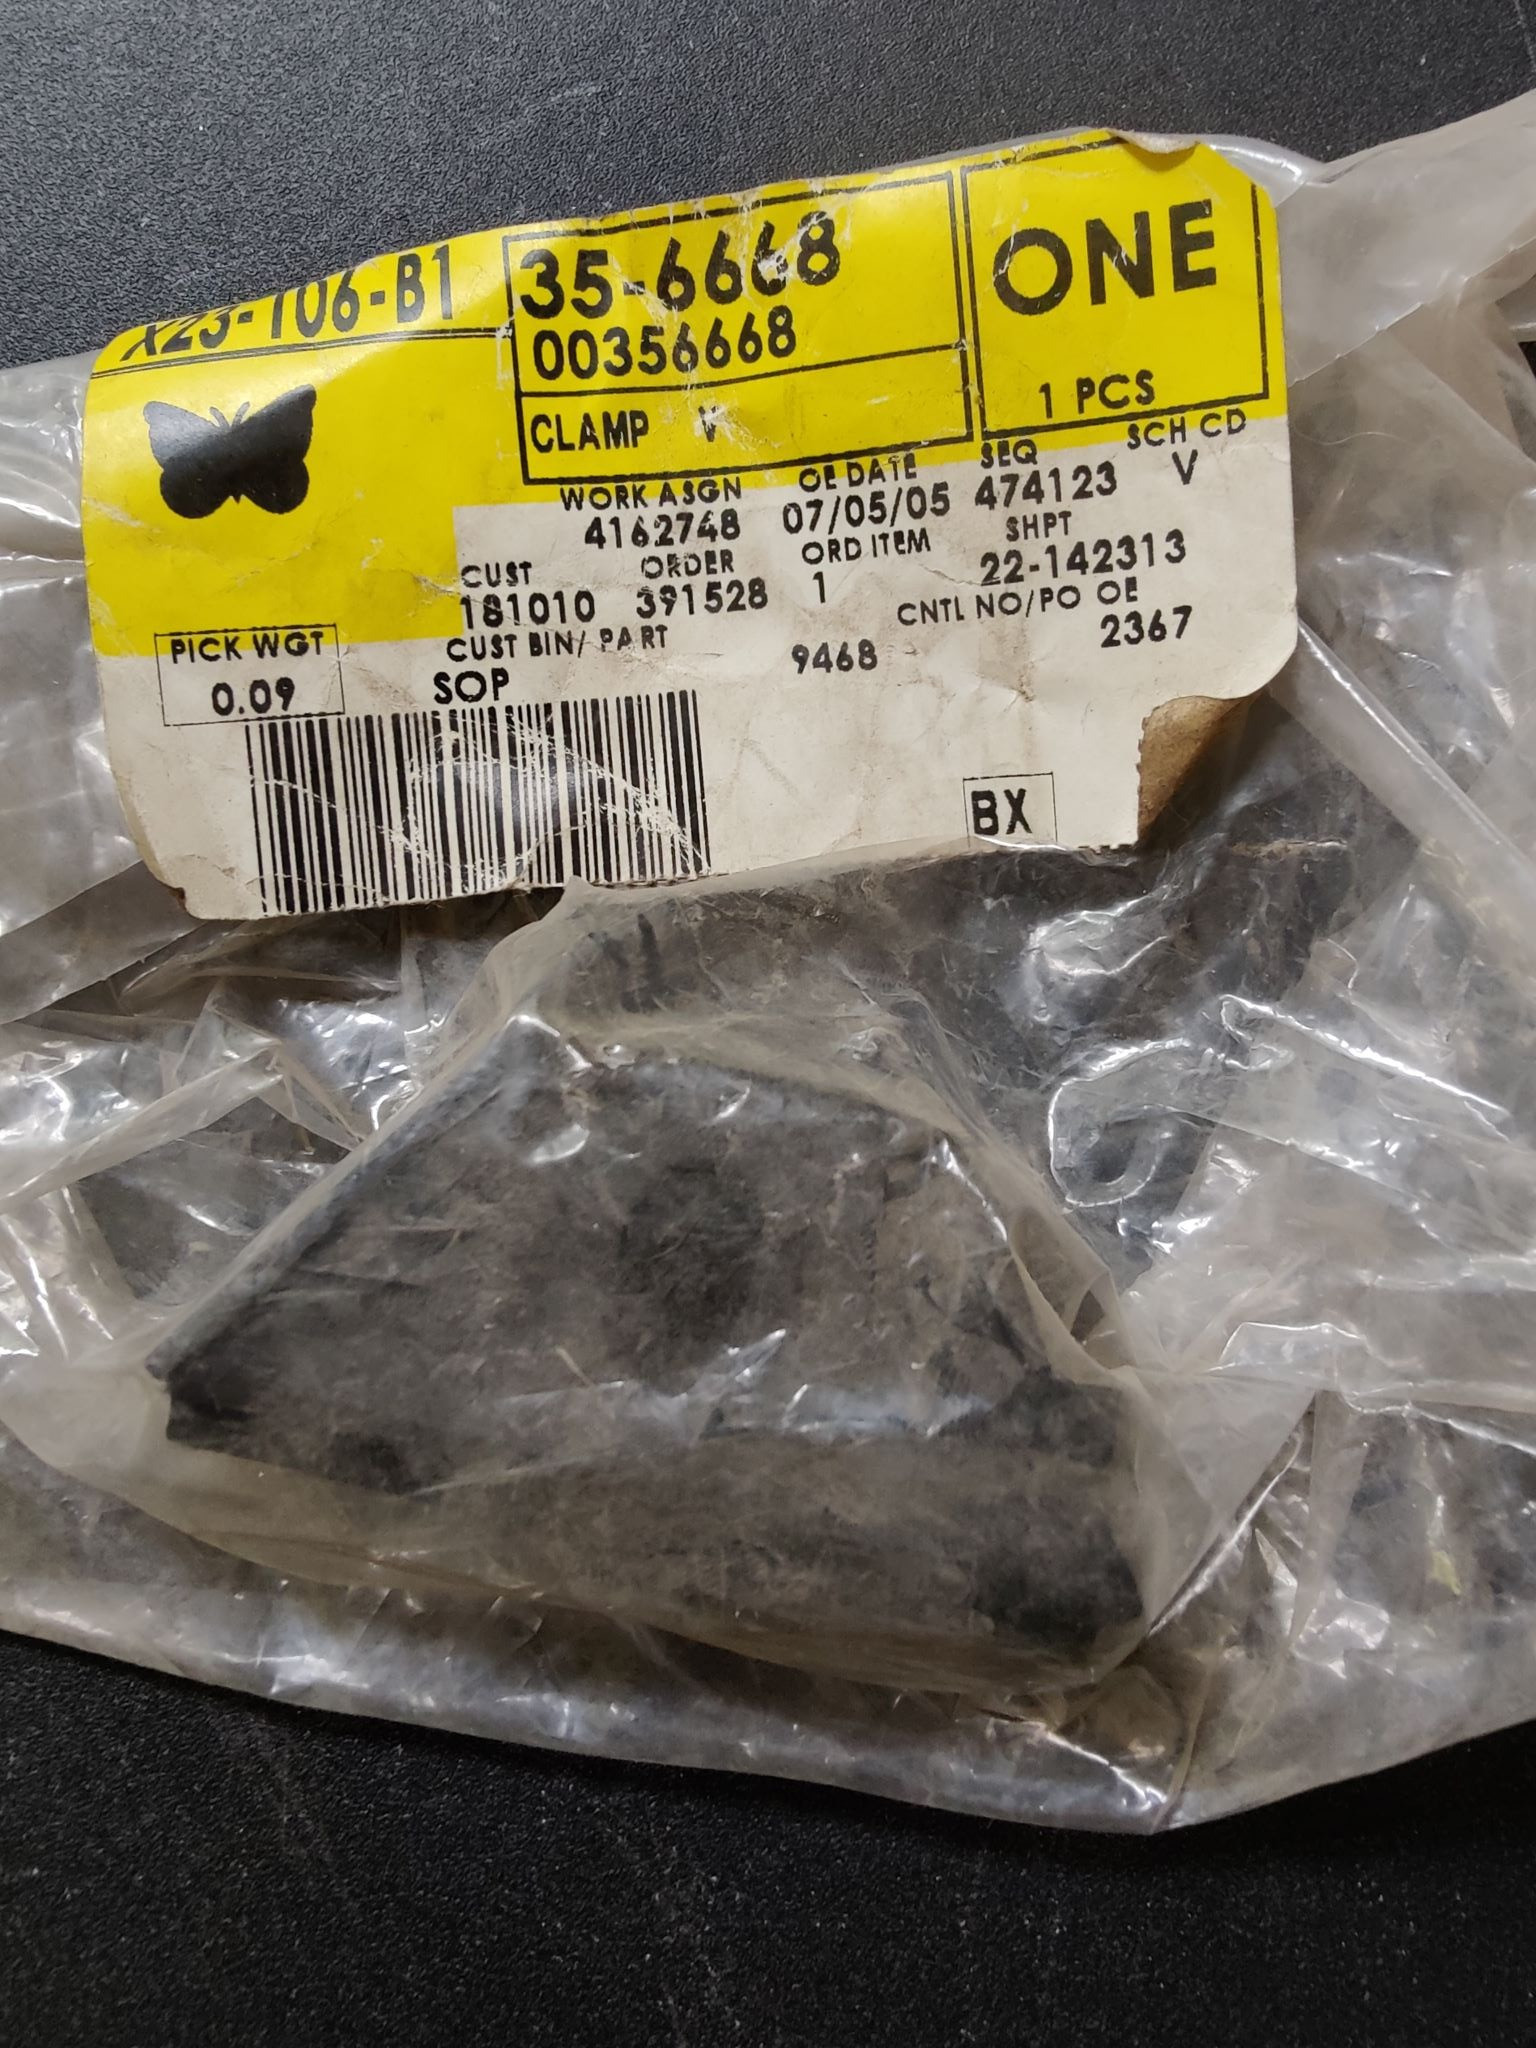 X23-106-B1
35-6668
00356668
ONE
CLAMP V
1 PCS
WORK ASGN OE DATE SEQ SCH CD
4162748 07/05/05 474123 V
CUST ORDER ORD ITEM SHPT
181010 391528 1 22-142313
PICK WGT CUST BIN/PART CNTL NO/PO OE
0.09 SOP 9468 2367
BX